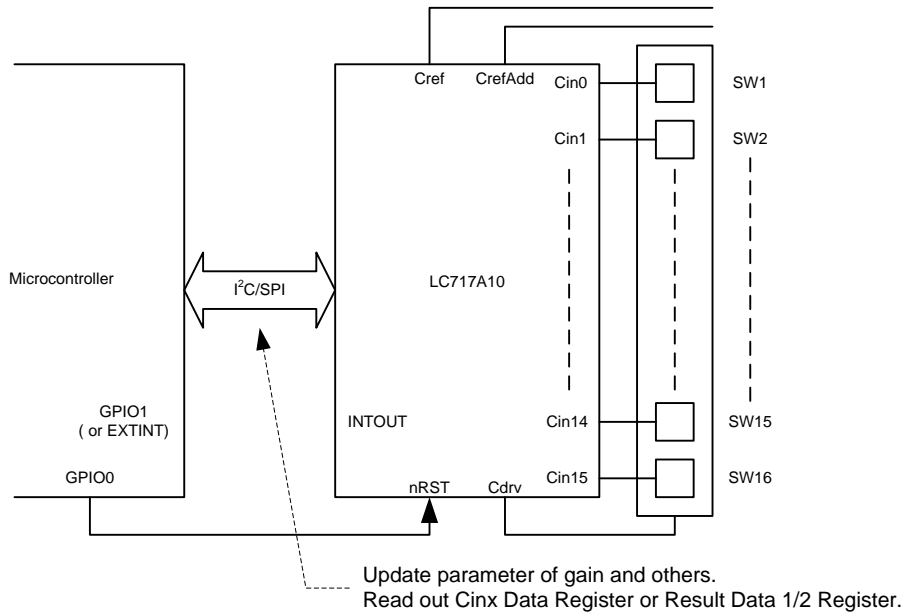 Cref
CrefAdd
Cin0
SW1
Cin1
SW2
Microcontroller
I²C/SPI
LC717A10
GPIO1
( or EXTINT)
INTOUT
Cin14
SW15
GPIO0
nRST
Cdrv
Cin15
SW16
Update parameter of gain and others.
Read out Cinx Data Register or Result Data 1/2 Register.